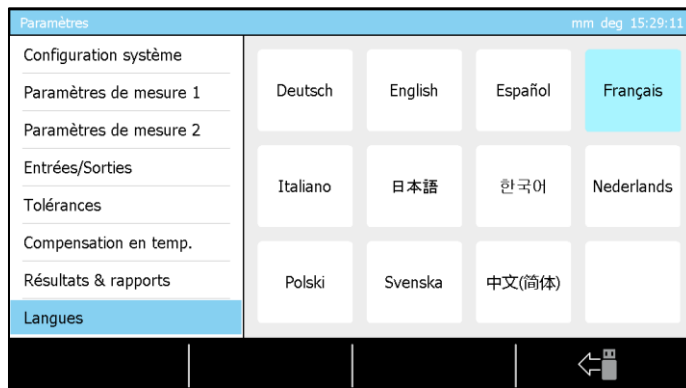 Paramètres
mm deg 15:29:11
Configuration système
Paramètres de mesure 1
Paramètres de mesure 2
Entrées/Sorties
Tolérances
Compensation en temp.
Résultats & rapports
Langues
Deutsch English Español Français
Italiano 日本語 한국어 Nederlands
Polski Svenska 中文(简体)